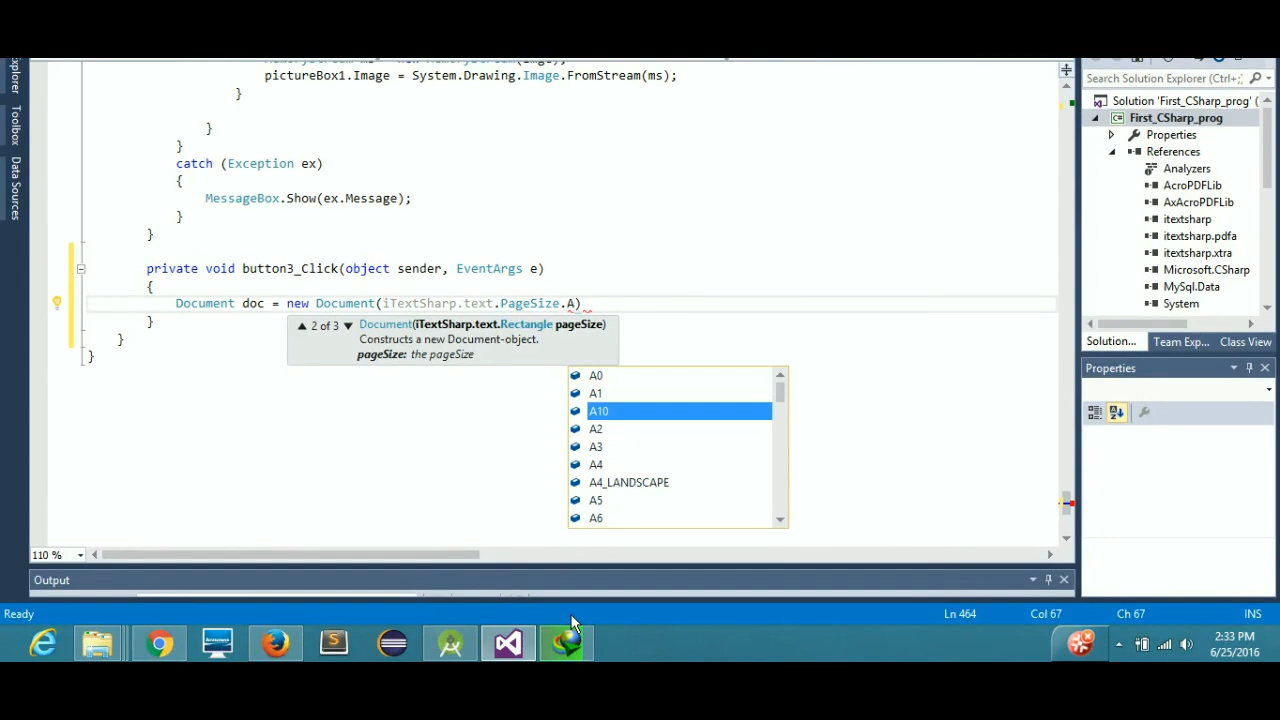 pictureBox1.Image = System.Drawing.Image.FromStream(ms);
}
}
}
catch (Exception ex)
{
MessageBox.Show(ex.Message);
}
}
private void button3_Click(object sender, EventArgs e)
{
Document doc = new Document(iTextSharp.text.PageSize.A)
}
}
}
2 of 3 Document(iTextSharp.text.Rectangle pageSize)
Constructs a new Document-object.
pageSize: the pageSize
A0
A1
A10
A2
A3
A4
A4_LANDSCAPE
A5
A6
110 %
Output
Ready
Ln 464
Col 67
Ch 67
INS
Explorer
Toolbox
Data Sources
Search Solution Explorer (Ctrl+;)
Solution 'First_CSharp_prog' (
First_CSharp_prog
Properties
References
Analyzers
AcroPDFLib
AxAcroPDFLib
itextsharp
itextsharp.pdfa
itextsharp.xtra
Microsoft.CSharp
MySql.Data
System
Solution... Team Exp... Class View
Properties
2:33 PM
6/25/2016